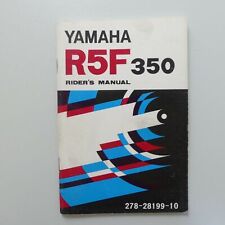 YAMAHA
R5F 350
RIDER'S MANUAL
278-28199-10